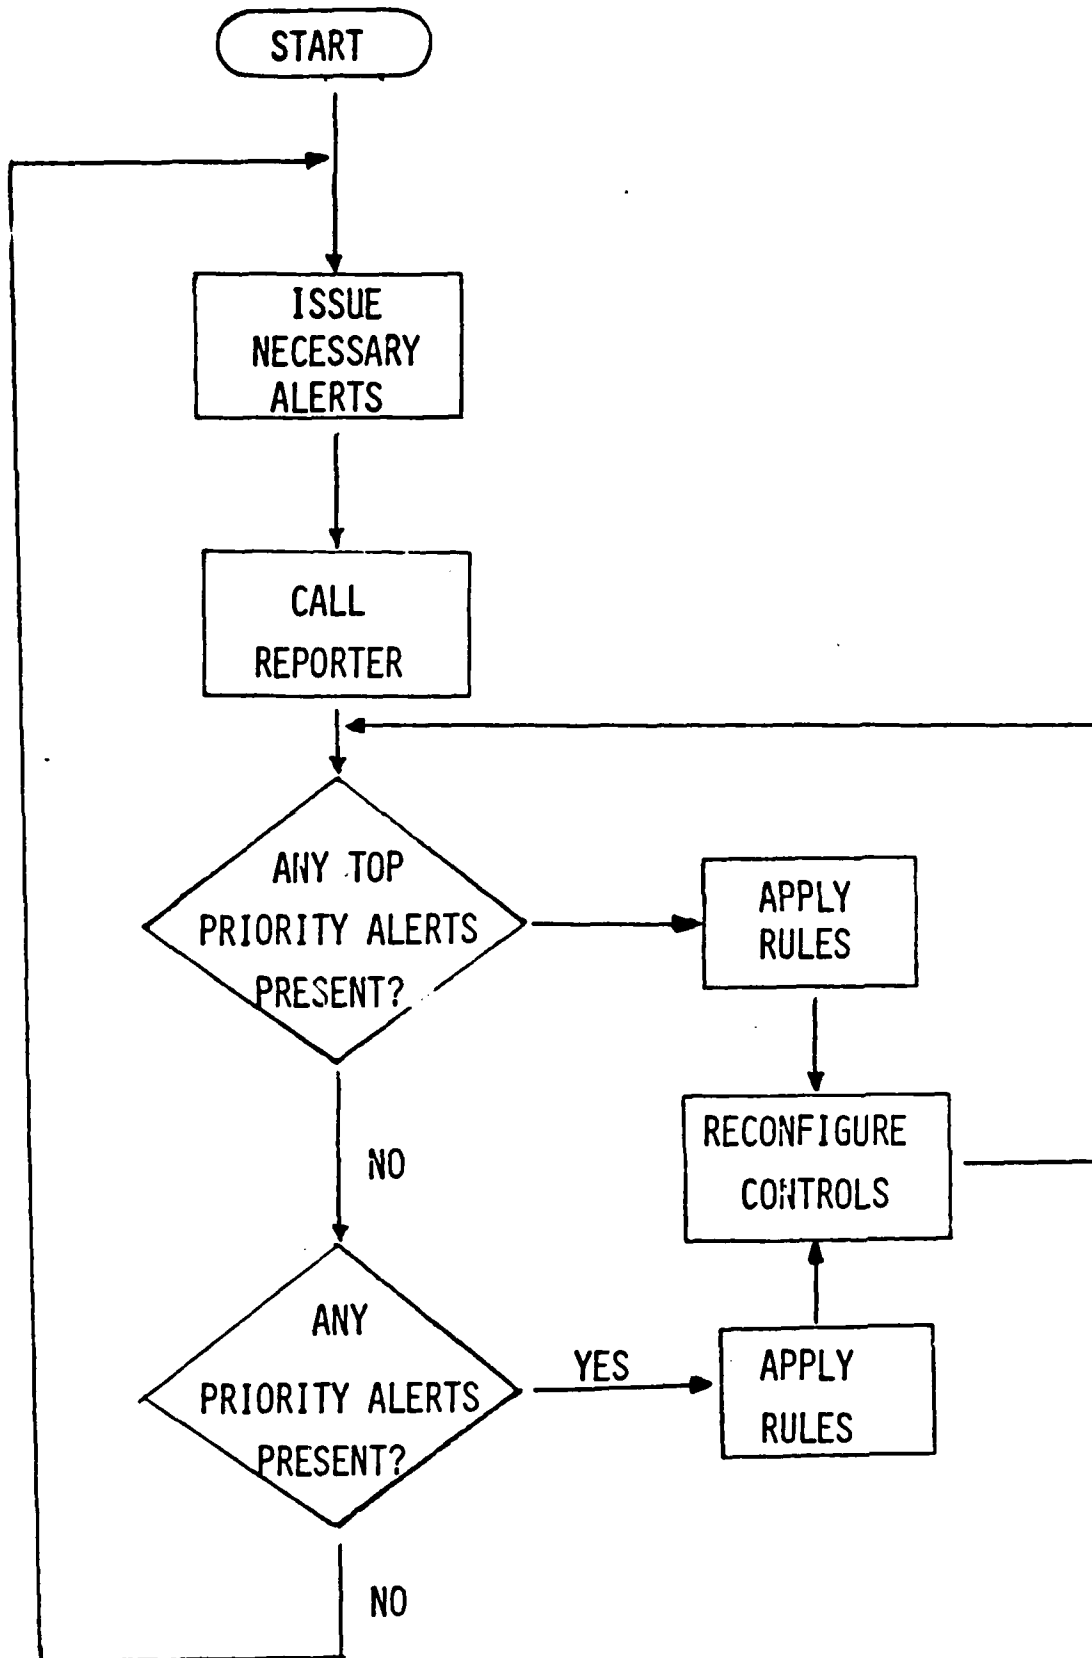 START
ISSUE
NECESSARY
ALERTS
CALL
REPORTER
ANY TOP
PRIORITY ALERTS
PRESENT?
APPLY
RULES
RECONFIGURE
CONTROLS
NO
ANY
PRIORITY ALERTS
PRESENT?
YES
APPLY
RULES
NO